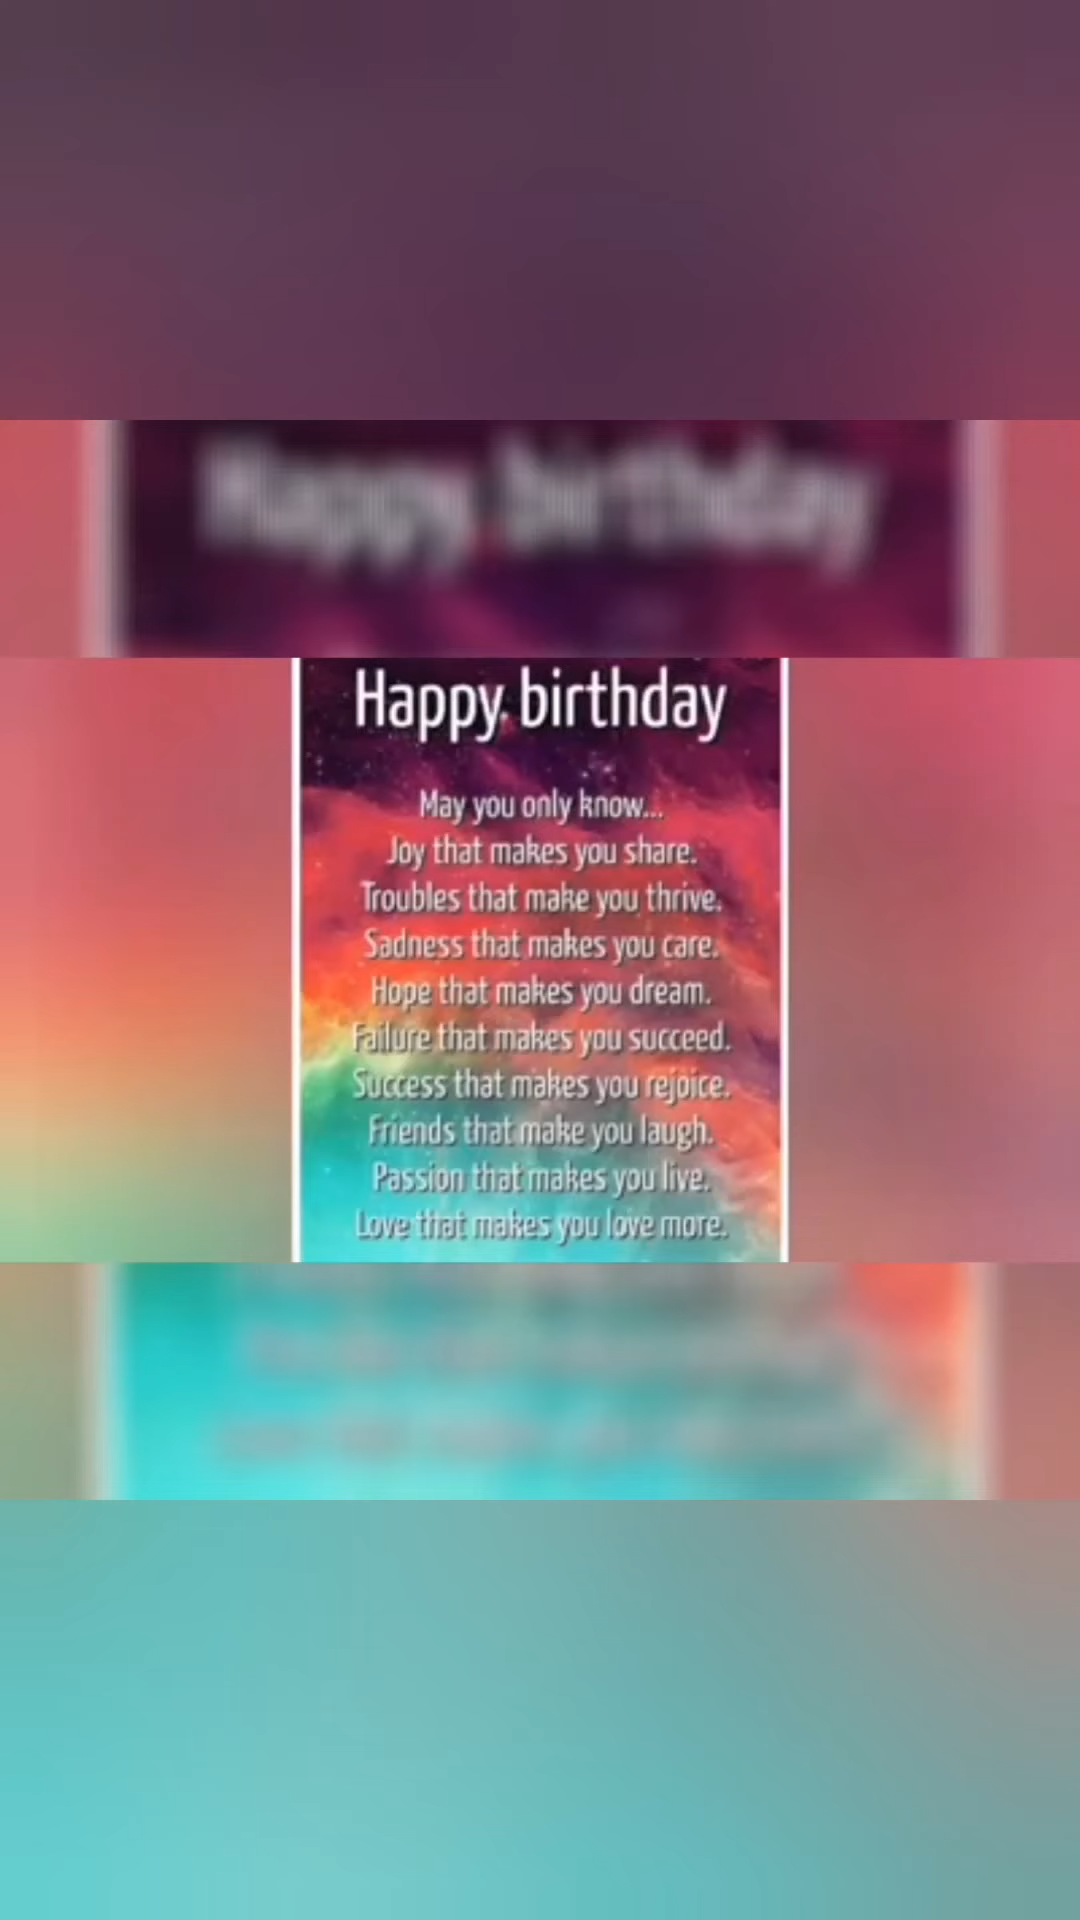 Happy birthday
Happy birthday
May you only know...
Joy that makes you share.
Troubles that make you thrive.
Sadness that makes you care.
Hope that makes you dream.
Failure that makes you succeed.
Success that makes you rejoice.
Friends that make you laugh.
Passion that makes you live.
Love that makes you love more.